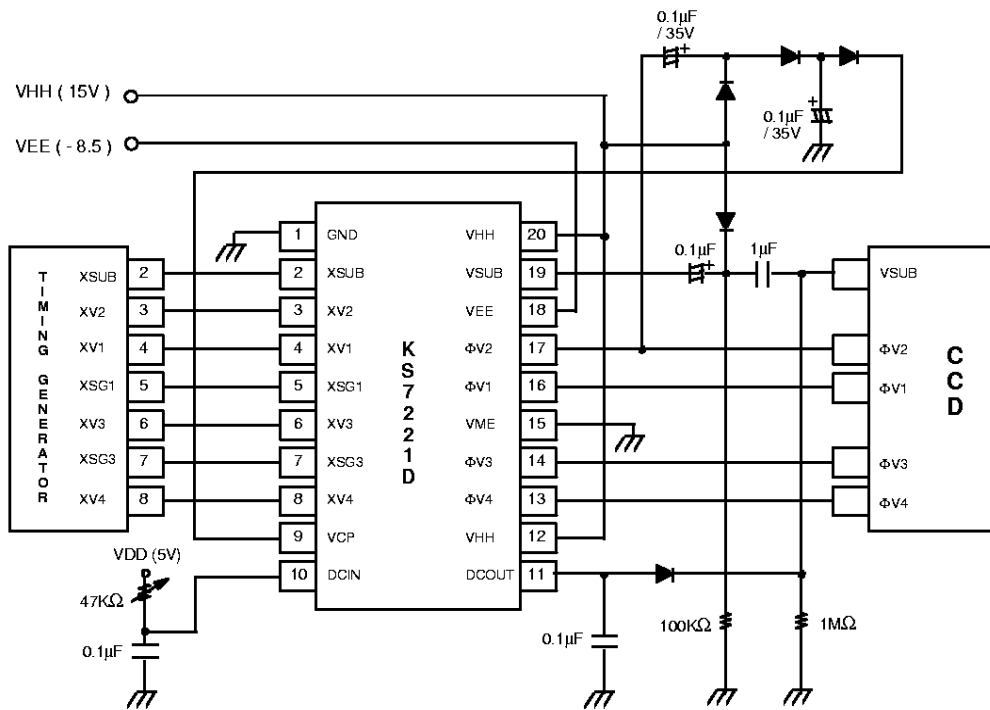 0.1µF
/ 35V
+
VHH ( 15V )
+
0.1µF
/ 35V
VEE ( - 8.5 )
1 GND VHH 20
0.1µF
+
1µF
XSUB 2 2 XSUB VSUB 19 VSUB
XV2 3 3 XV2 VEE 18
XV1 4 4 XV1 ΦV2 17 ΦV2
XSG1 5 5 XSG1 ΦV1 16 ΦV1
XV3 6 6 XV3 VME 15
XSG3 7 7 XSG3 ΦV3 14 ΦV3
XV4 8 8 XV4 ΦV4 13 ΦV4
9 VCP VHH 12
10 DCIN DCOUT 11
TIMING GENERATOR
KS7221D
CCD
VDD (5V)
47KΩ
0.1µF
0.1µF
100KΩ
1MΩ